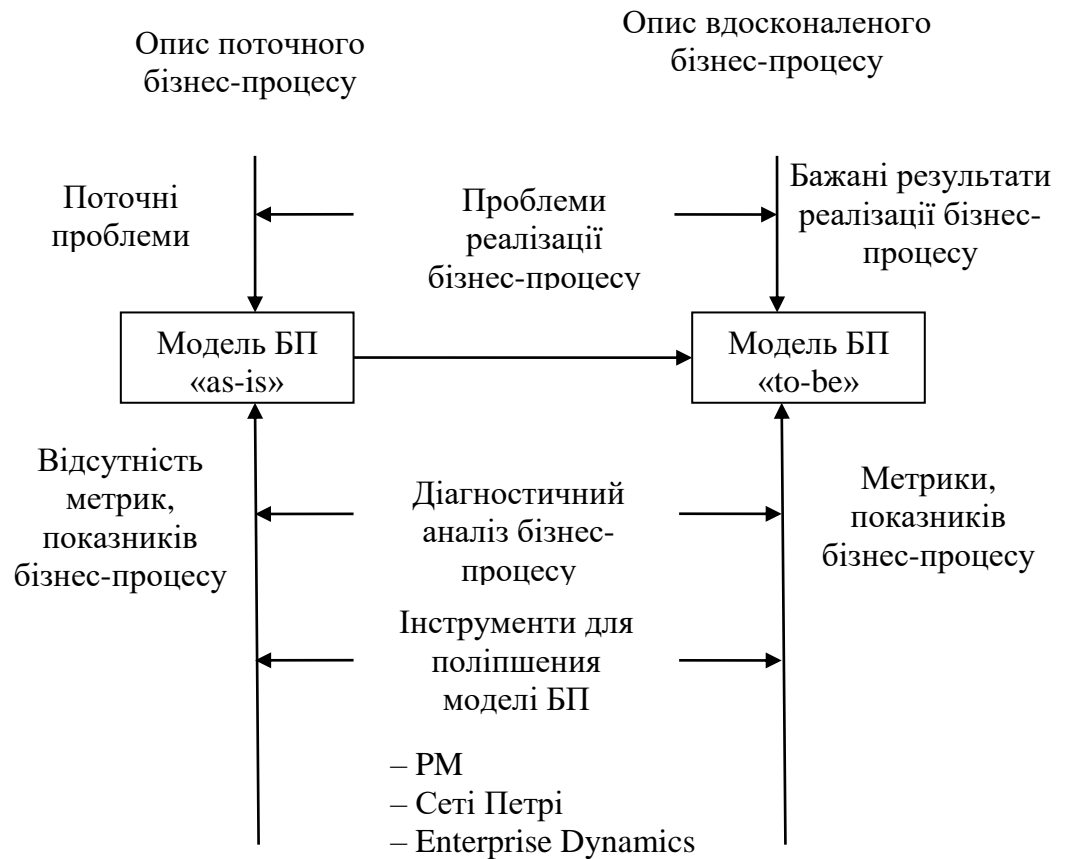 Опис поточного
бізнес-процесу
Опис вдосконаленого
бізнес-процесу
Поточні
проблеми
Проблеми
реалізації
бізнес-процесу
Бажані результати
реалізації бізнес-
процесу
Модель БП
«as-is»
Модель БП
«to-be»
Відсутність
метрик,
показників
бізнес-процесу
Діагностичний
аналіз бізнес-
процесу
Метрики,
показників
бізнес-процесу
Інструменти для
поліпшення
моделі БП
– PM
– Сеті Петрі
– Enterprise Dynamics